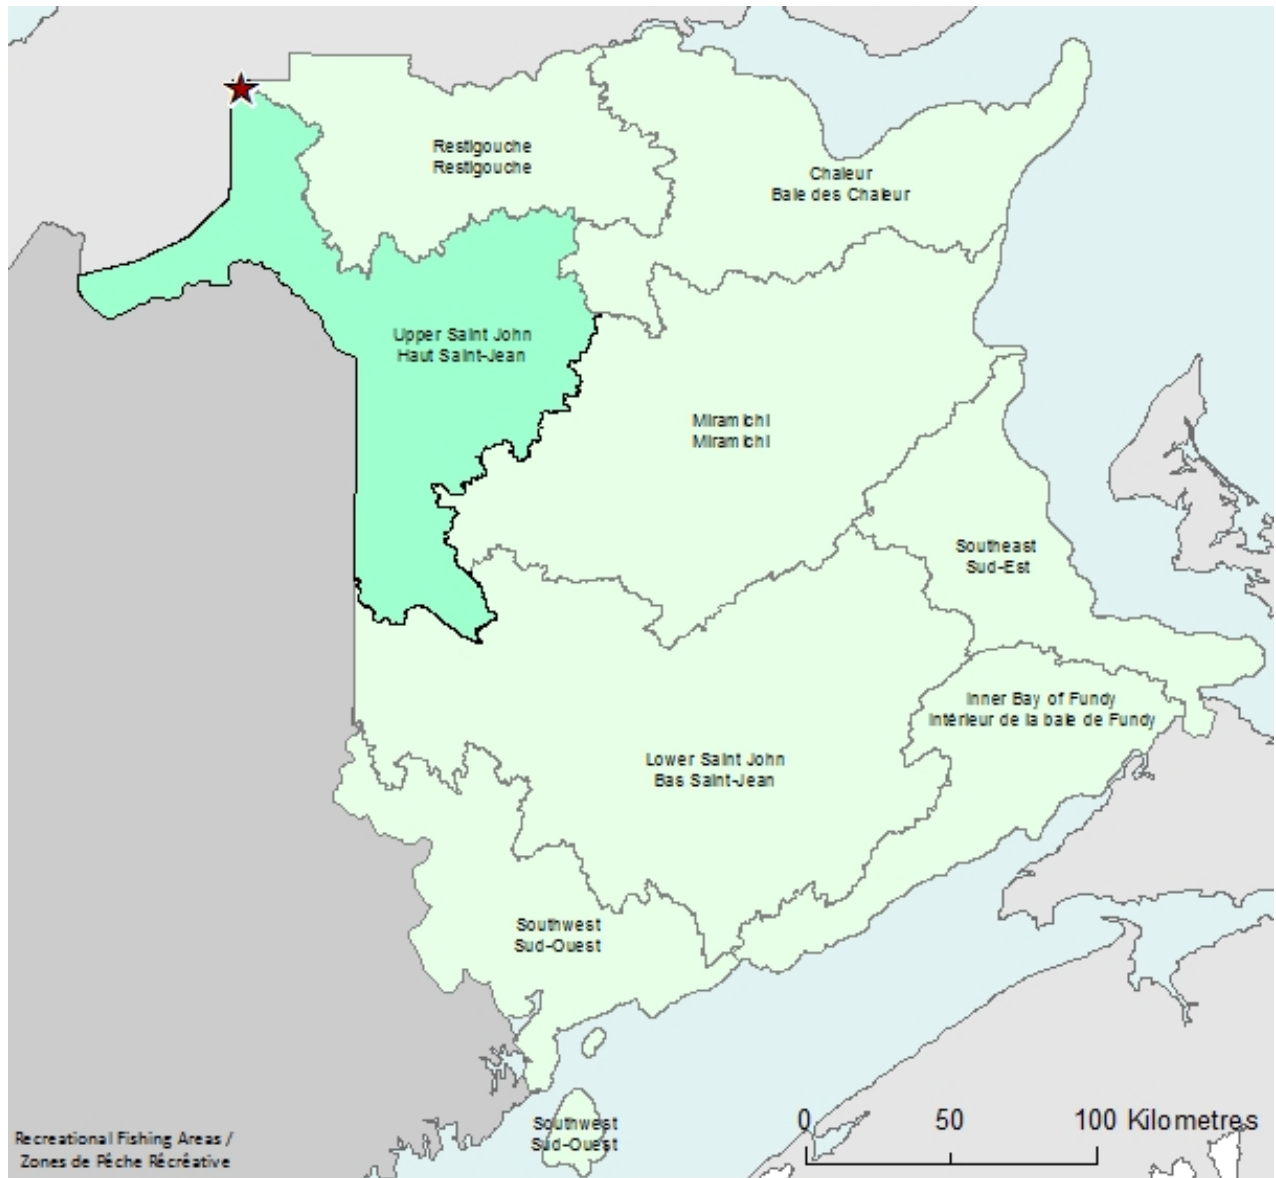 Restigouche
Restigouche
Chaleur
Baie des Chaleur
Upper Saint John
Haut Saint-Jean
Miramichi
Miramichi
Southeast
Sud-Est
Inner Bay of Fundy
Intérieur de la baie de Fundy
Lower Saint John
Bas Saint-Jean
Southwest
Sud-Ouest
Southwest
Sud-Ouest
0 50 100 Kilometres
Recreational Fishing Areas /
Zones de Pêche Récréative